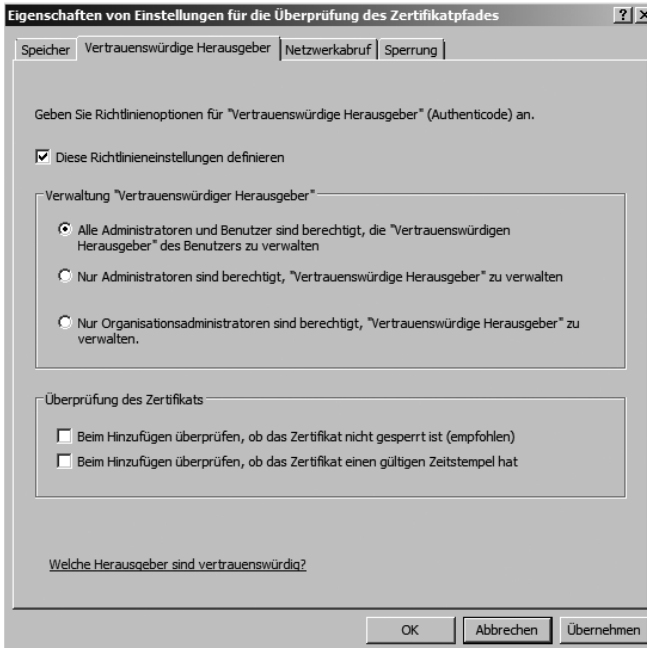 Eigenschaften von Einstellungen für die Überprüfung des Zertifikatpfades
Speicher Vertrauenswürdige Herausgeber Netzwerkabruf Sperrung
Geben Sie Richtlinienoptionen für "Vertrauenswürdige Herausgeber" (Authenticode) an.
Diese Richtlinieneinstellungen definieren
Verwaltung "Vertrauenswürdiger Herausgeber"
Alle Administratoren und Benutzer sind berechtigt, die "Vertrauenswürdigen
Herausgeber" des Benutzers zu verwalten
Nur Administratoren sind berechtigt, "Vertrauenswürdige Herausgeber" zu verwalten
Nur Organisationsadministratoren sind berechtigt, "Vertrauenswürdige Herausgeber" zu
verwalten.
Überprüfung des Zertifikats
Beim Hinzufügen überprüfen, ob das Zertifikat nicht gesperrt ist (empfohlen)
Beim Hinzufügen überprüfen, ob das Zertifikat einen gültigen Zeitstempel hat
Welche Herausgeber sind vertrauenswürdig?
OK Abbrechen Übernehmen